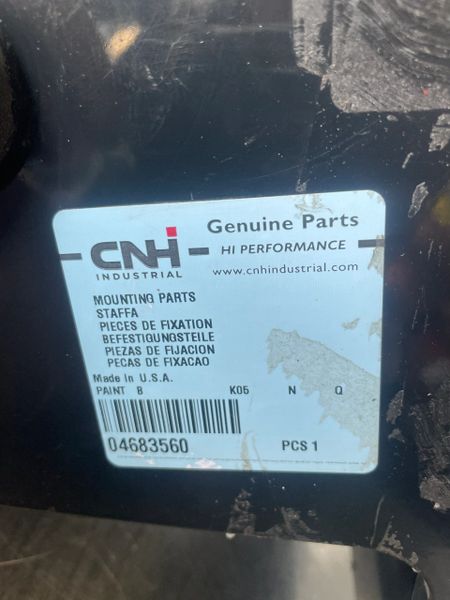 CNH
INDUSTRIAL
Genuine Parts
HI PERFORMANCE
www.cnhindustrial.com
MOUNTING PARTS
STAFFA
PIECES DE FIXATION
BEFESTIGUNGSTEILE
PIEZAS DE FIJACION
PECAS DE FIXACAO
Made in U.S.A.
PAINT B K05 N Q
04683560 PCS 1